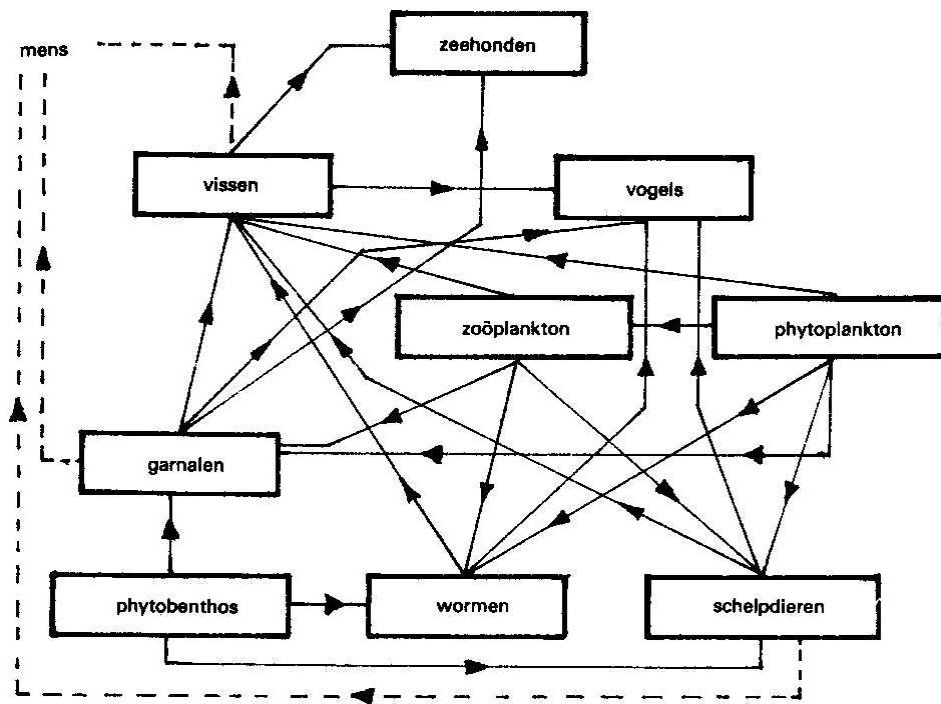 mens
zeehonden
vissen
vogels
zoöplankton
phytoplankton
garnalen
phytobenthos
wormen
schelpdieren